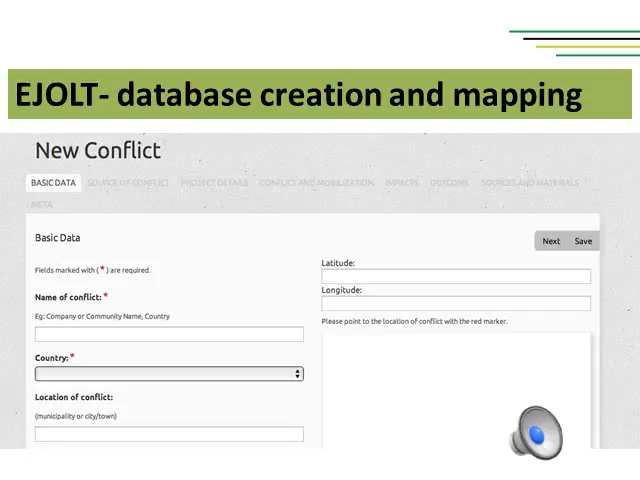 EJOLT- database creation and mapping
New Conflict
BASIC DATA SOURCE OF CONFLICT PROJECT DETAILS CONFLICT AND MOBILIZATION IMPACTS OUTCOME SOURCES AND MATERIALS
META
Basic Data
Next Save
Fields marked with ( * ) are required.
Name of conflict: *
Eg: Company or Community Name, Country
Country: *
Location of conflict:
(municipality or city/town)
Latitude:
Longitude:
Please point to the location of conflict with the red marker.